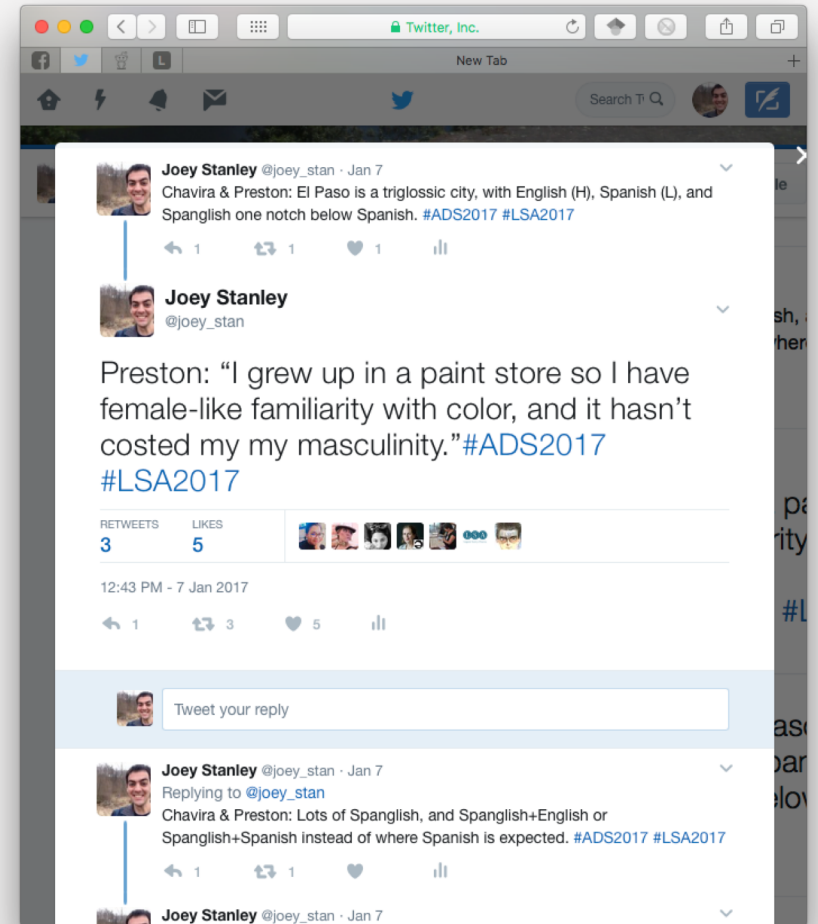 Twitter, Inc.
New Tab
Search T
Joey Stanley @joey_stan · Jan 7
Chavira & Preston: El Paso is a triglossic city, with English (H), Spanish (L), and
Spanglish one notch below Spanish. #ADS2017 #LSA2017
1 1 1
Joey Stanley
@joey_stan
Preston: “I grew up in a paint store so I have
female-like familiarity with color, and it hasn’t
costed my my masculinity.”#ADS2017
#LSA2017
RETWEETS LIKES
3 5
LSA
12:43 PM - 7 Jan 2017
1 3 5
Tweet your reply
Joey Stanley @joey_stan · Jan 7
Replying to @joey_stan
Chavira & Preston: Lots of Spanglish, and Spanglish+English or
Spanglish+Spanish instead of where Spanish is expected. #ADS2017 #LSA2017
1 1
Joey Stanley @joey_stan · Jan 7